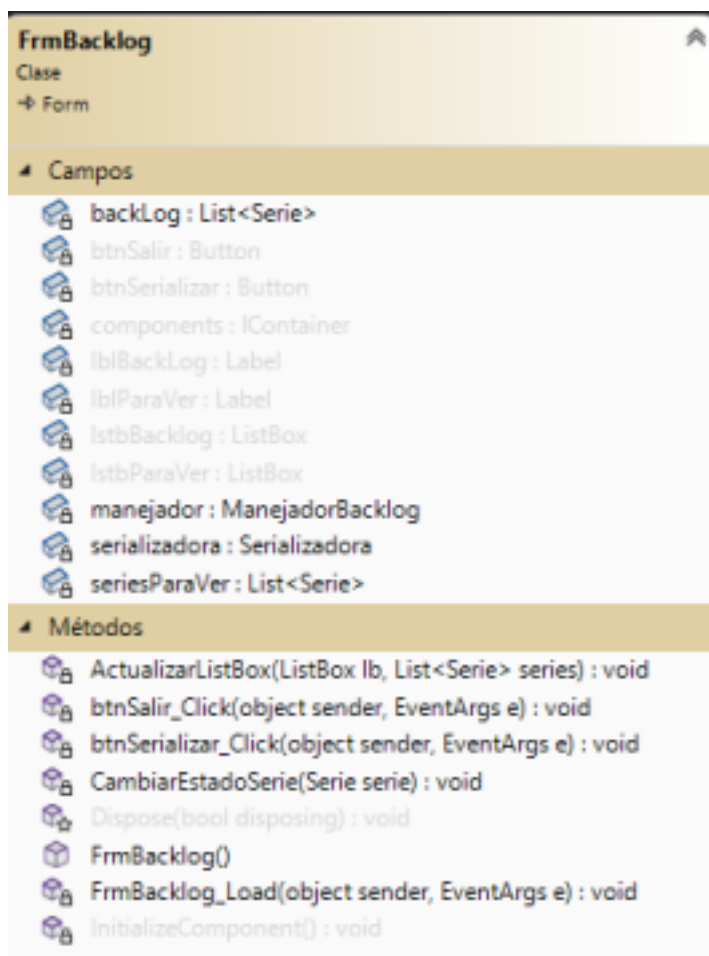 FrmBacklog
Clase
Form
Campos
backLog : List<Serie>
btnSalir : Button
btnSerializar : Button
components : IContainer
lblBackLog : Label
lblParaVer : Label
lstbBacklog : ListBox
lstbParaVer : ListBox
manejador : ManejadorBacklog
serializadora : Serializadora
seriesParaVer : List<Serie>
Métodos
ActualizarListBox(ListBox lb, List<Serie> series) : void
btnSalir_Click(object sender, EventArgs e) : void
btnSerializar_Click(object sender, EventArgs e) : void
CambiarEstadoSerie(Serie serie) : void
Dispose(bool disposing) : void
FrmBacklog()
FrmBacklog_Load(object sender, EventArgs e) : void
InitializeComponent() : void